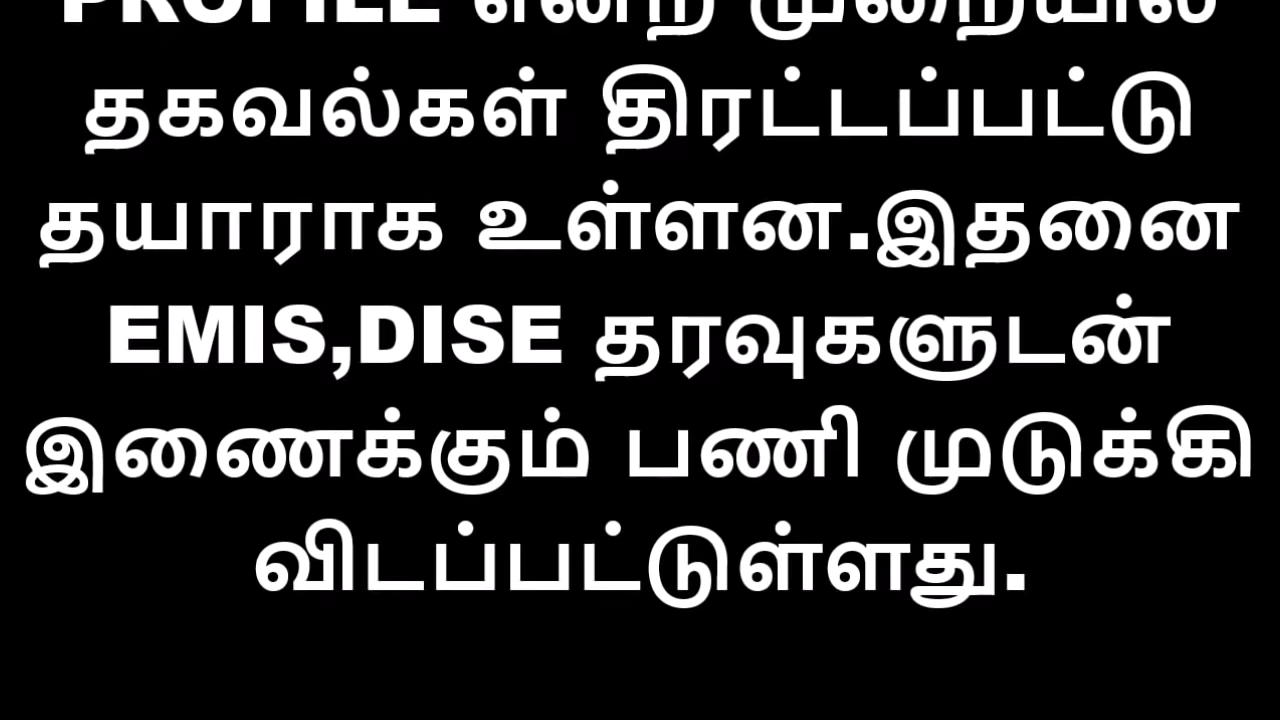 PROFILE என்ற முறையில்
தகவல்கள் திரட்டப்பட்டு
தயாராக உள்ளன.இதனை
EMIS,DISE தரவுகளுடன்
இணைக்கும் பணி முடுக்கி
விடப்பட்டுள்ளது.